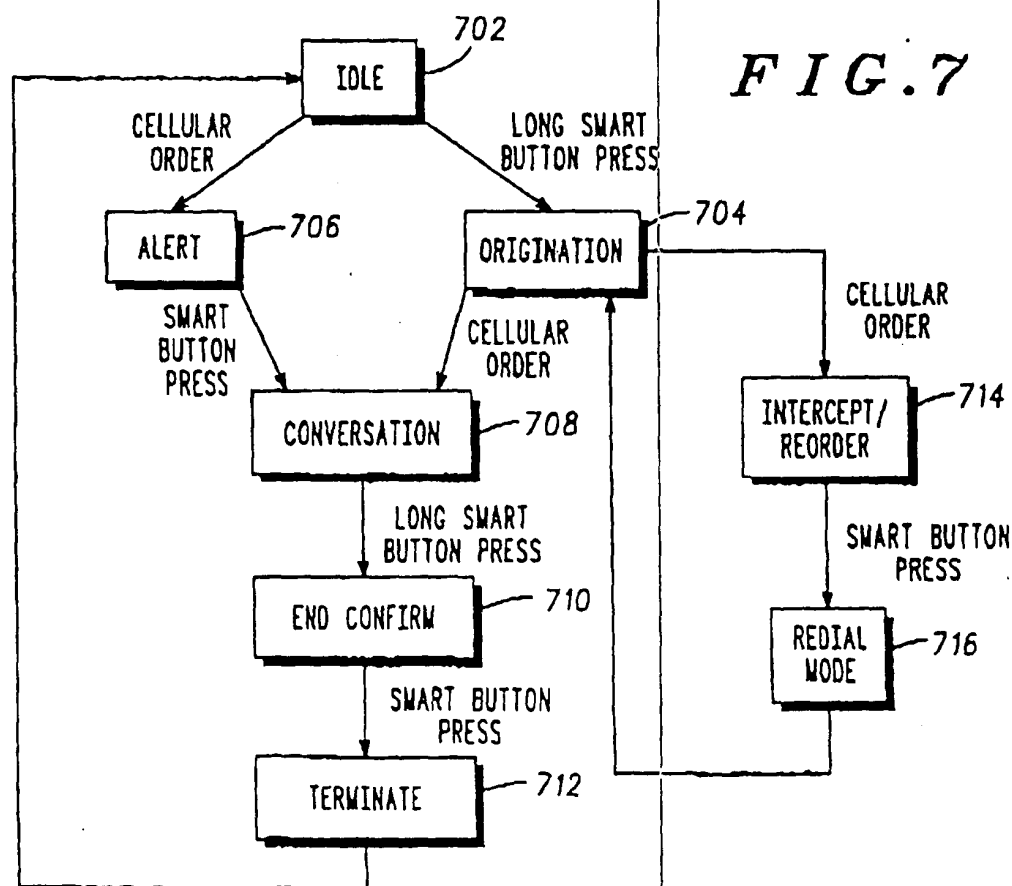 702
FIG.7
IDLE
CELLULAR
ORDER
LONG SMART
BUTTON PRESS
ALERT
706
ORIGINATION
704
SMART
BUTTON
PRESS
CELLULAR
ORDER
CELLULAR
ORDER
CONVERSATION
708
INTERCEPT/
REORDER
714
LONG SMART
BUTTON PRESS
SMART BUTTON
PRESS
END CONFIRM
710
REDIAL
MODE
716
SMART BUTTON
PRESS
TERMINATE
712